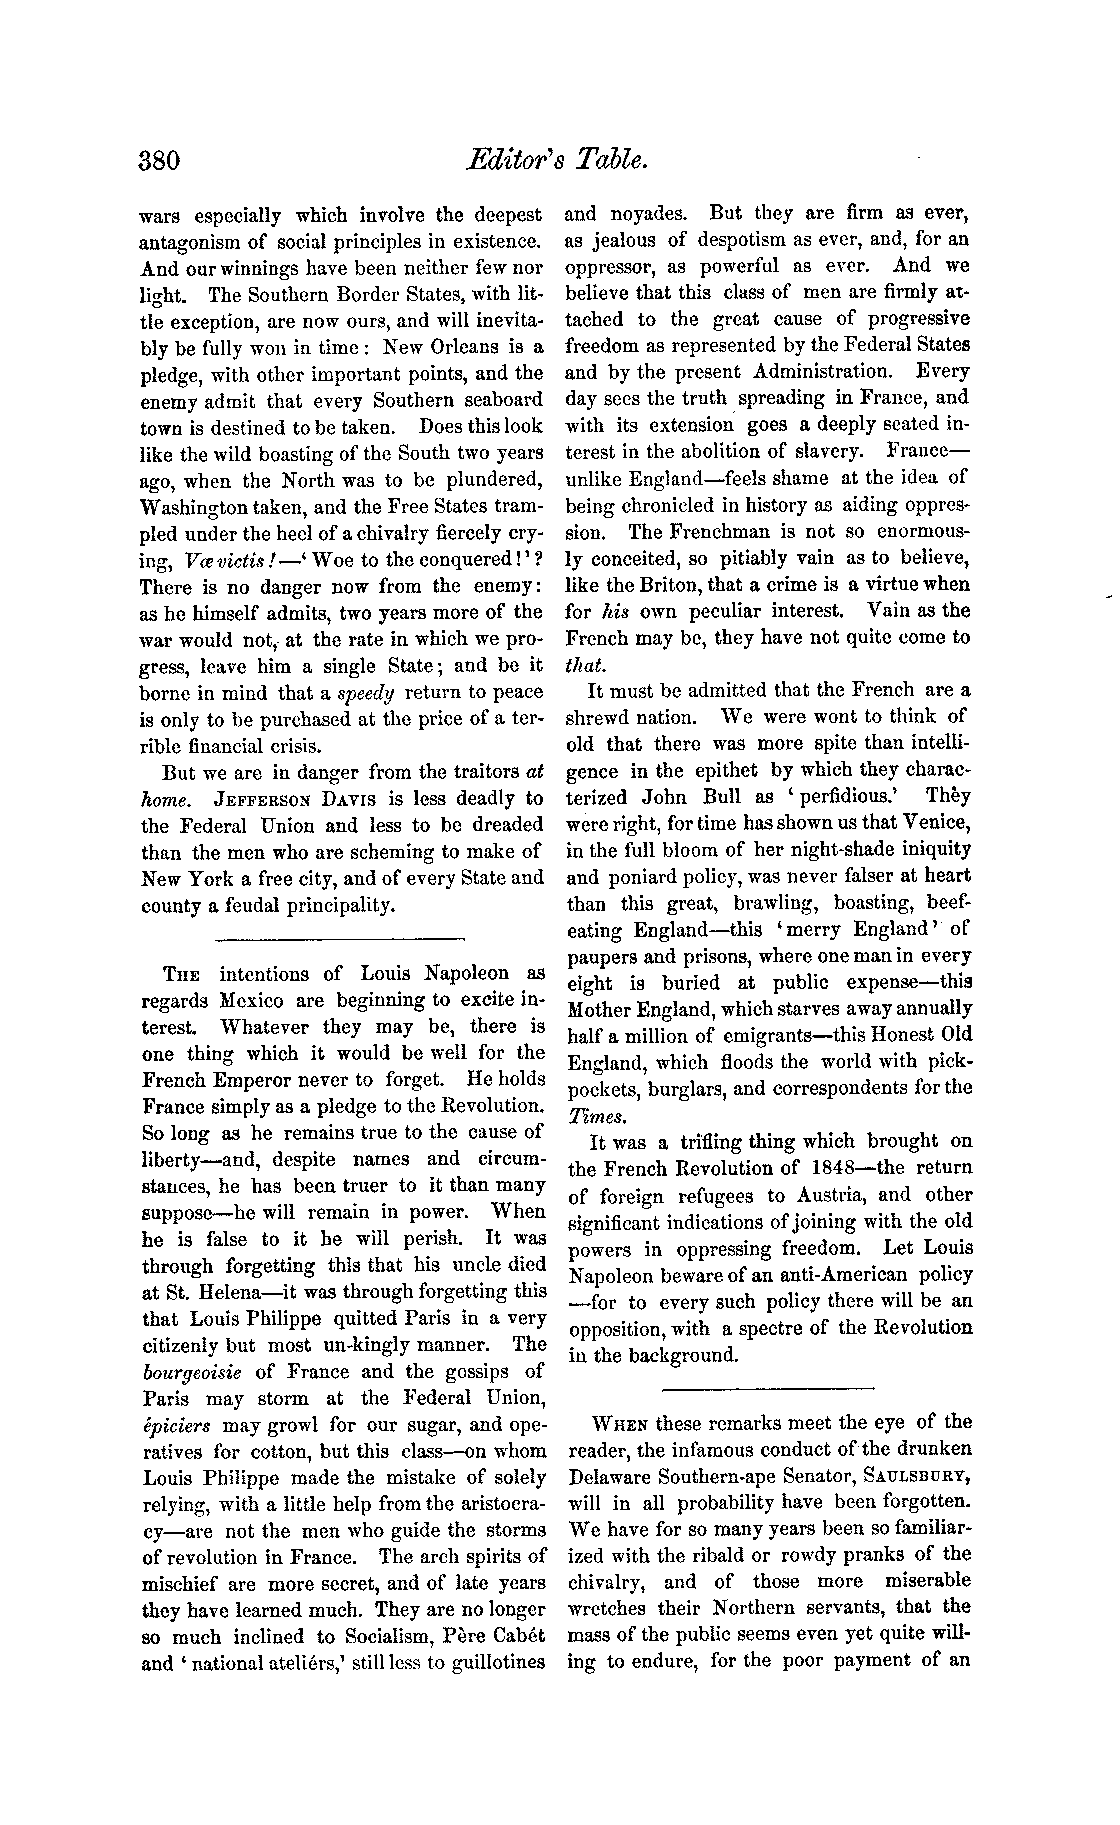 380 Editor's Table.
wars especially which involve the deepest
antagonism of social principles in existence.
And our winnings have been neither few nor
light. The Southern Border States, with lit-
tle exception, are now ours, and will inevita-
bly be fully won in time: New Orleans is a
pledge, with other important points, and the
enemy admit that every Southern seaboard
town is destined to be taken. Does this look
like the wild boasting of the South two years
ago, when the North was to be plundered,
Washington taken, and the Free States tram-
pled under the heel of a chivalry fiercely cry-
ing, Væ victis!—'Woe to the conquered!'?
There is no danger now from the enemy:
as he himself admits, two years more of the
war would not, at the rate in which we pro-
gress, leave him a single State; and be it
borne in mind that a speedy return to peace
is only to be purchased at the price of a ter-
rible financial crisis.
But we are in danger from the traitors at
home. JEFFERSON DAVIS is less deadly to
the Federal Union and less to be dreaded
than the men who are scheming to make of
New York a free city, and of every State and
county a feudal principality.
THE intentions of Louis Napoleon as
regards Mexico are beginning to excite in-
terest. Whatever they may be, there is
one thing which it would be well for the
French Emperor never to forget. He holds
France simply as a pledge to the Revolution.
So long as he remains true to the cause of
liberty—and, despite names and circum-
stances, he has been truer to it than many
suppose—he will remain in power. When
he is false to it he will perish. It was
through forgetting this that his uncle died
at St. Helena—it was through forgetting this
that Louis Philippe quitted Paris in a very
citizenly but most un-kingly manner. The
bourgeoisie of France and the gossips of
Paris may storm at the Federal Union,
épiciers may growl for our sugar, and ope-
ratives for cotton, but this class—on whom
Louis Philippe made the mistake of solely
relying, with a little help from the aristocra-
cy—are not the men who guide the storms
of revolution in France. The arch spirits of
mischief are more secret, and of late years
they have learned much. They are no longer
so much inclined to Socialism, Père Cabét
and 'national ateliérs,' still less to guillotines
and noyades. But they are firm as ever,
as jealous of despotism as ever, and, for an
oppressor, as powerful as ever. And we
believe that this class of men are firmly at-
tached to the great cause of progressive
freedom as represented by the Federal States
and by the present Administration. Every
day sees the truth spreading in France, and
with its extension goes a deeply seated in-
terest in the abolition of slavery. France—
unlike England—feels shame at the idea of
being chronicled in history as aiding oppres-
sion. The Frenchman is not so enormous-
ly conceited, so pitiably vain as to believe,
like the Briton, that a crime is a virtue when
for his own peculiar interest. Vain as the
French may be, they have not quite come to
that.
It must be admitted that the French are a
shrewd nation. We were wont to think of
old that there was more spite than intelli-
gence in the epithet by which they charac-
terized John Bull as 'perfidious.' They
were right, for time has shown us that Venice,
in the full bloom of her night-shade iniquity
and poniard policy, was never falser at heart
than this great, brawling, boasting, beef-
eating England—this 'merry England' of
paupers and prisons, where one man in every
eight is buried at public expense—this
Mother England, which starves away annually
half a million of emigrants—this Honest Old
England, which floods the world with pick-
pockets, burglars, and correspondents for the
Times.
It was a trifling thing which brought on
the French Revolution of 1848—the return
of foreign refugees to Austria, and other
significant indications of joining with the old
powers in oppressing freedom. Let Louis
Napoleon beware of an anti-American policy
—for to every such policy there will be an
opposition, with a spectre of the Revolution
in the background.
WHEN these remarks meet the eye of the
reader, the infamous conduct of the drunken
Delaware Southern-ape Senator, SAULSBURY,
will in all probability have been forgotten.
We have for so many years been so familiar-
ized with the ribald or rowdy pranks of the
chivalry, and of those more miserable
wretches their Northern servants, that the
mass of the public seems even yet quite will-
ing to endure, for the poor payment of an